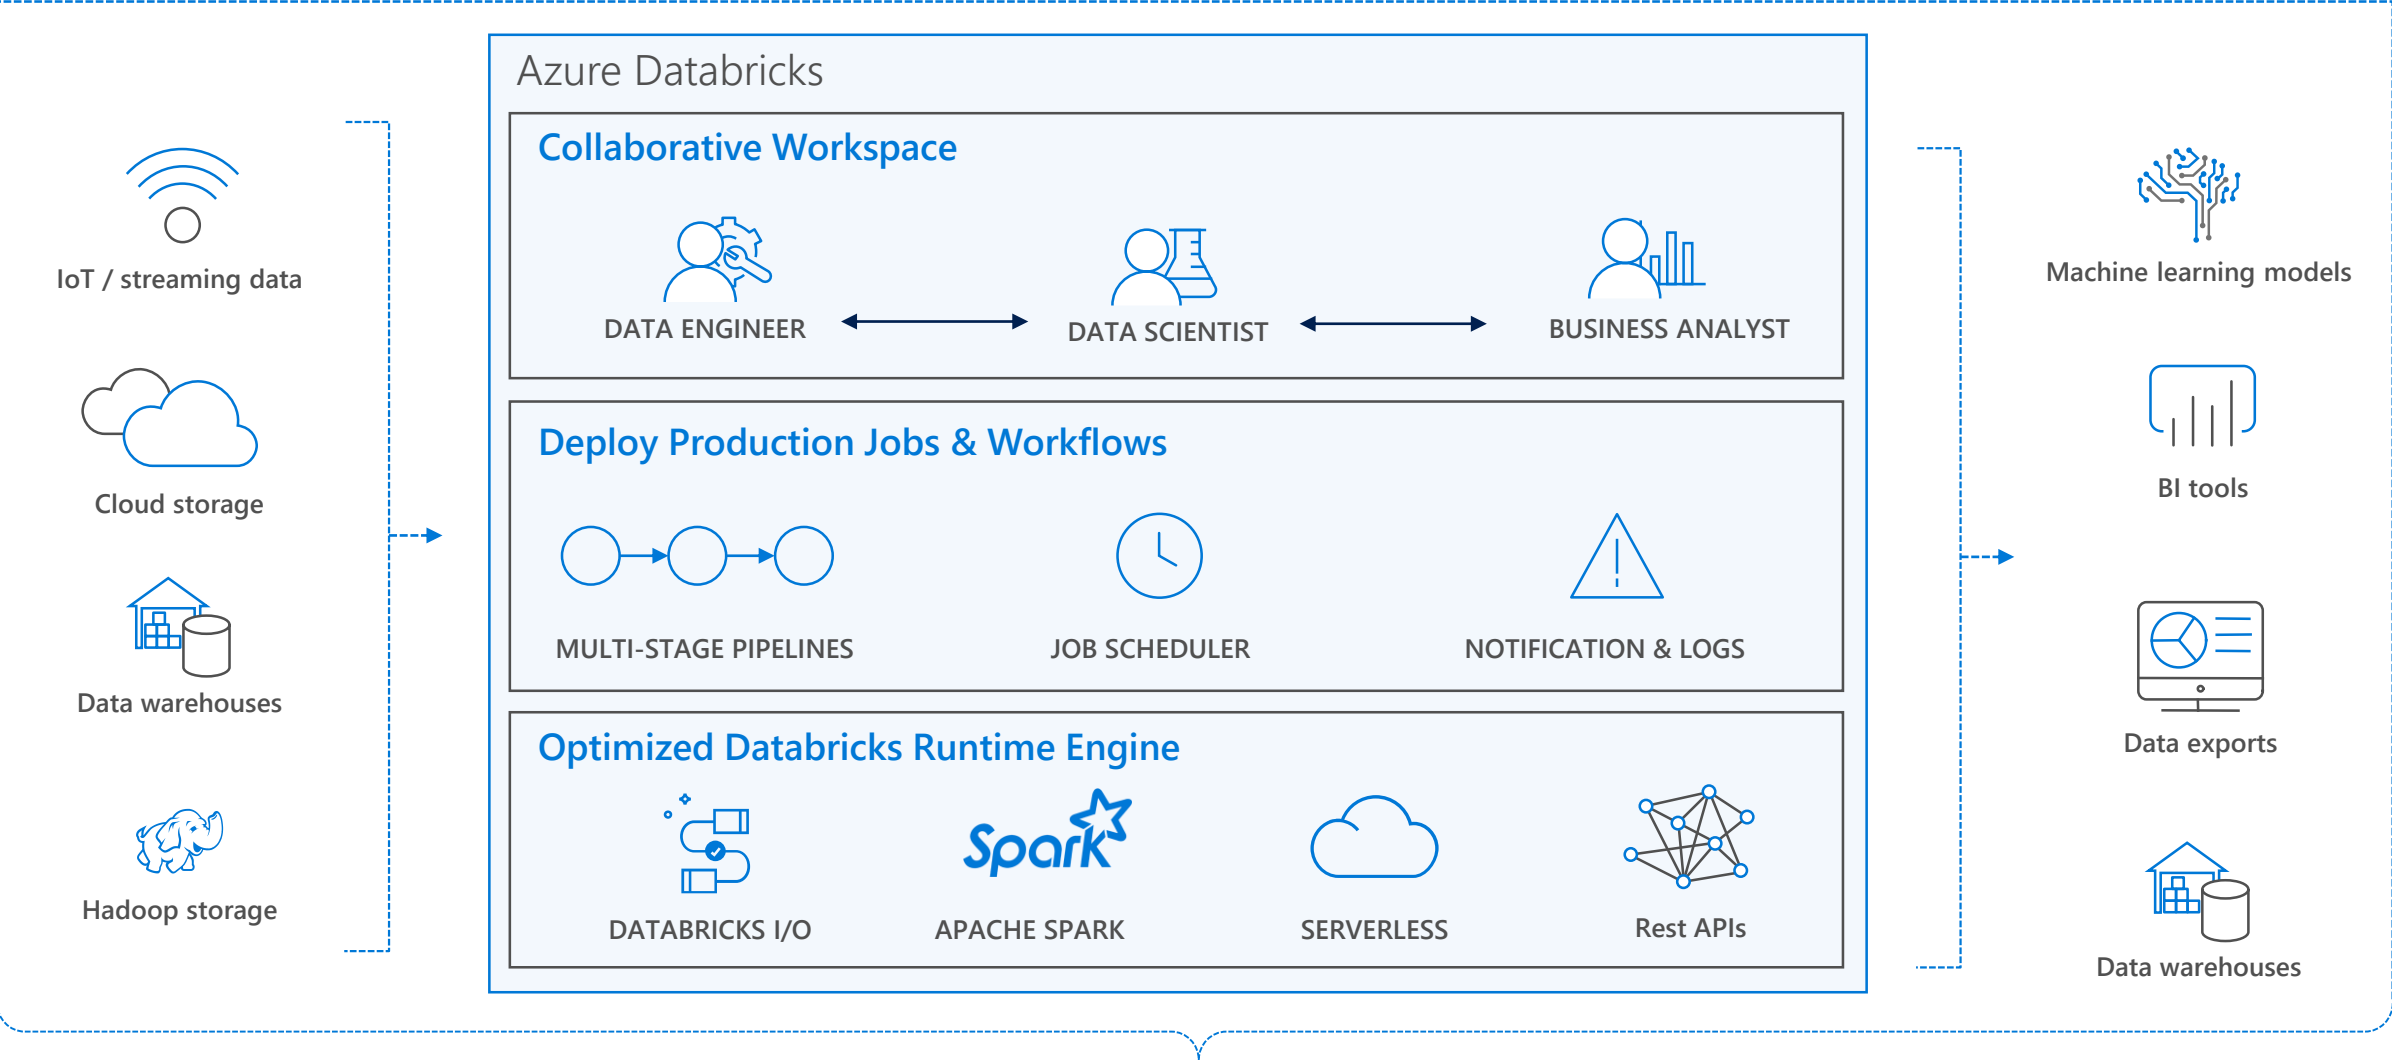 Azure Databricks
IoT / streaming data
Cloud storage
Data warehouses
Hadoop storage
Collaborative Workspace
DATA ENGINEER
DATA SCIENTIST
BUSINESS ANALYST
Deploy Production Jobs & Workflows
MULTI-STAGE PIPELINES
JOB SCHEDULER
NOTIFICATION & LOGS
Optimized Databricks Runtime Engine
DATABRICKS I/O
Spark
APACHE SPARK
SERVERLESS
Rest APIs
Machine learning models
BI tools
Data exports
Data warehouses